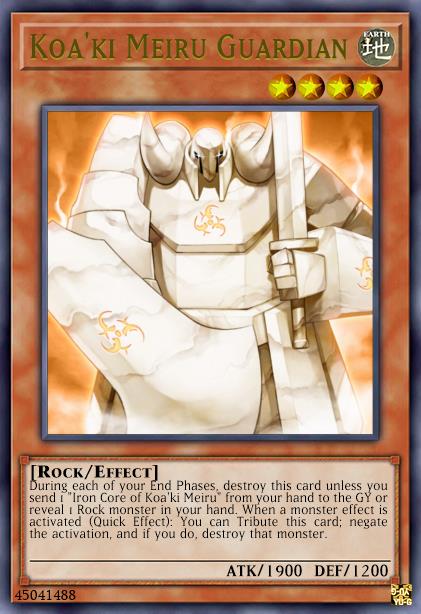 Koa'ki Meiru Guardian
EARTH
地
[Rock/Effect]
During each of your End Phases, destroy this card unless you
send 1 "Iron Core of Koa'ki Meiru" from your hand to the GY or
reveal 1 Rock monster in your hand. When a monster effect is
activated (Quick Effect): You can Tribute this card; negate
the activation, and if you do, destroy that monster.
ATK/1900 DEF/1200
45041488